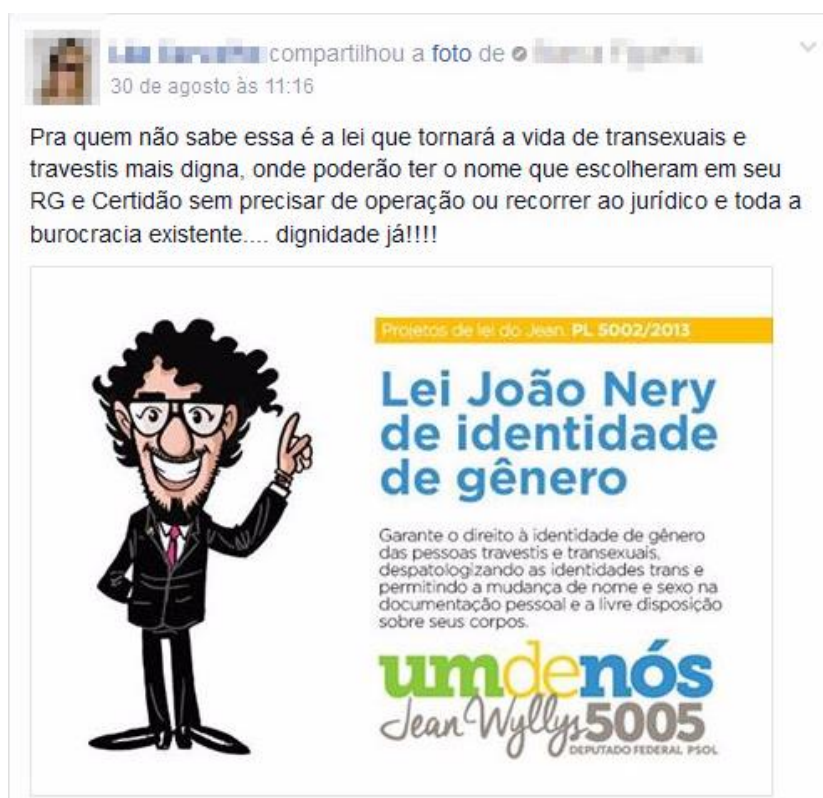 compartilhou a foto de
30 de agosto às 11:16
Pra quem não sabe essa é a lei que tornará a vida de transexuais e
travestis mais digna, onde poderão ter o nome que escolheram em seu
RG e Certidão sem precisar de operação ou recorrer ao jurídico e toda a
burocracia existente.... dignidade já!!!!
Projetos de lei do Jean. PL 5002/2013
Lei João Nery
de identidade
de gênero
Garante o direito à identidade de gênero
das pessoas travestis e transexuais,
despatologizando as identidades trans e
permitindo a mudança de nome e sexo na
documentação pessoal e a livre disposição
sobre seus corpos.
umdenós
Jean Wyllys 5005
DEPUTADO FEDERAL PSOL